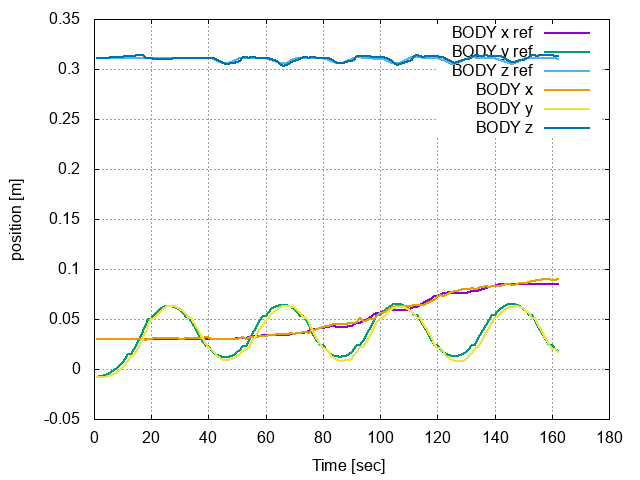 0.35
0.3
0.25
0.2
0.15
0.1
0.05
0
-0.05
position [m]
BODY x ref
BODY y ref
BODY z ref
BODY x
BODY y
BODY z
0 20 40 60 80 100 120 140 160 180
Time [sec]